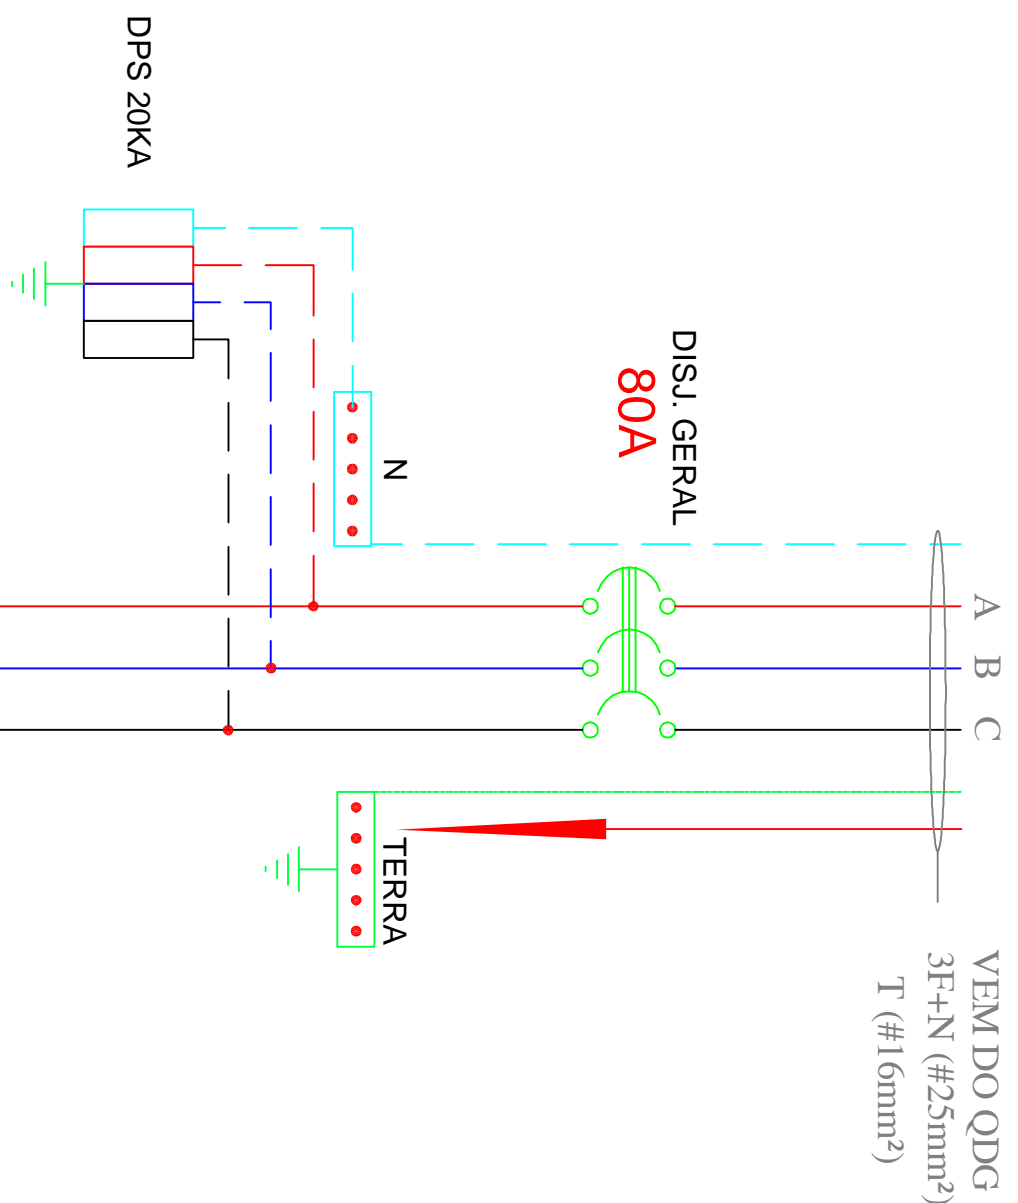 A B C
VEM DO QDG
3F+N (#25mm²)
T (#16mm²)
DISJ. GERAL
80A
N
TERRA
DPS 20KA